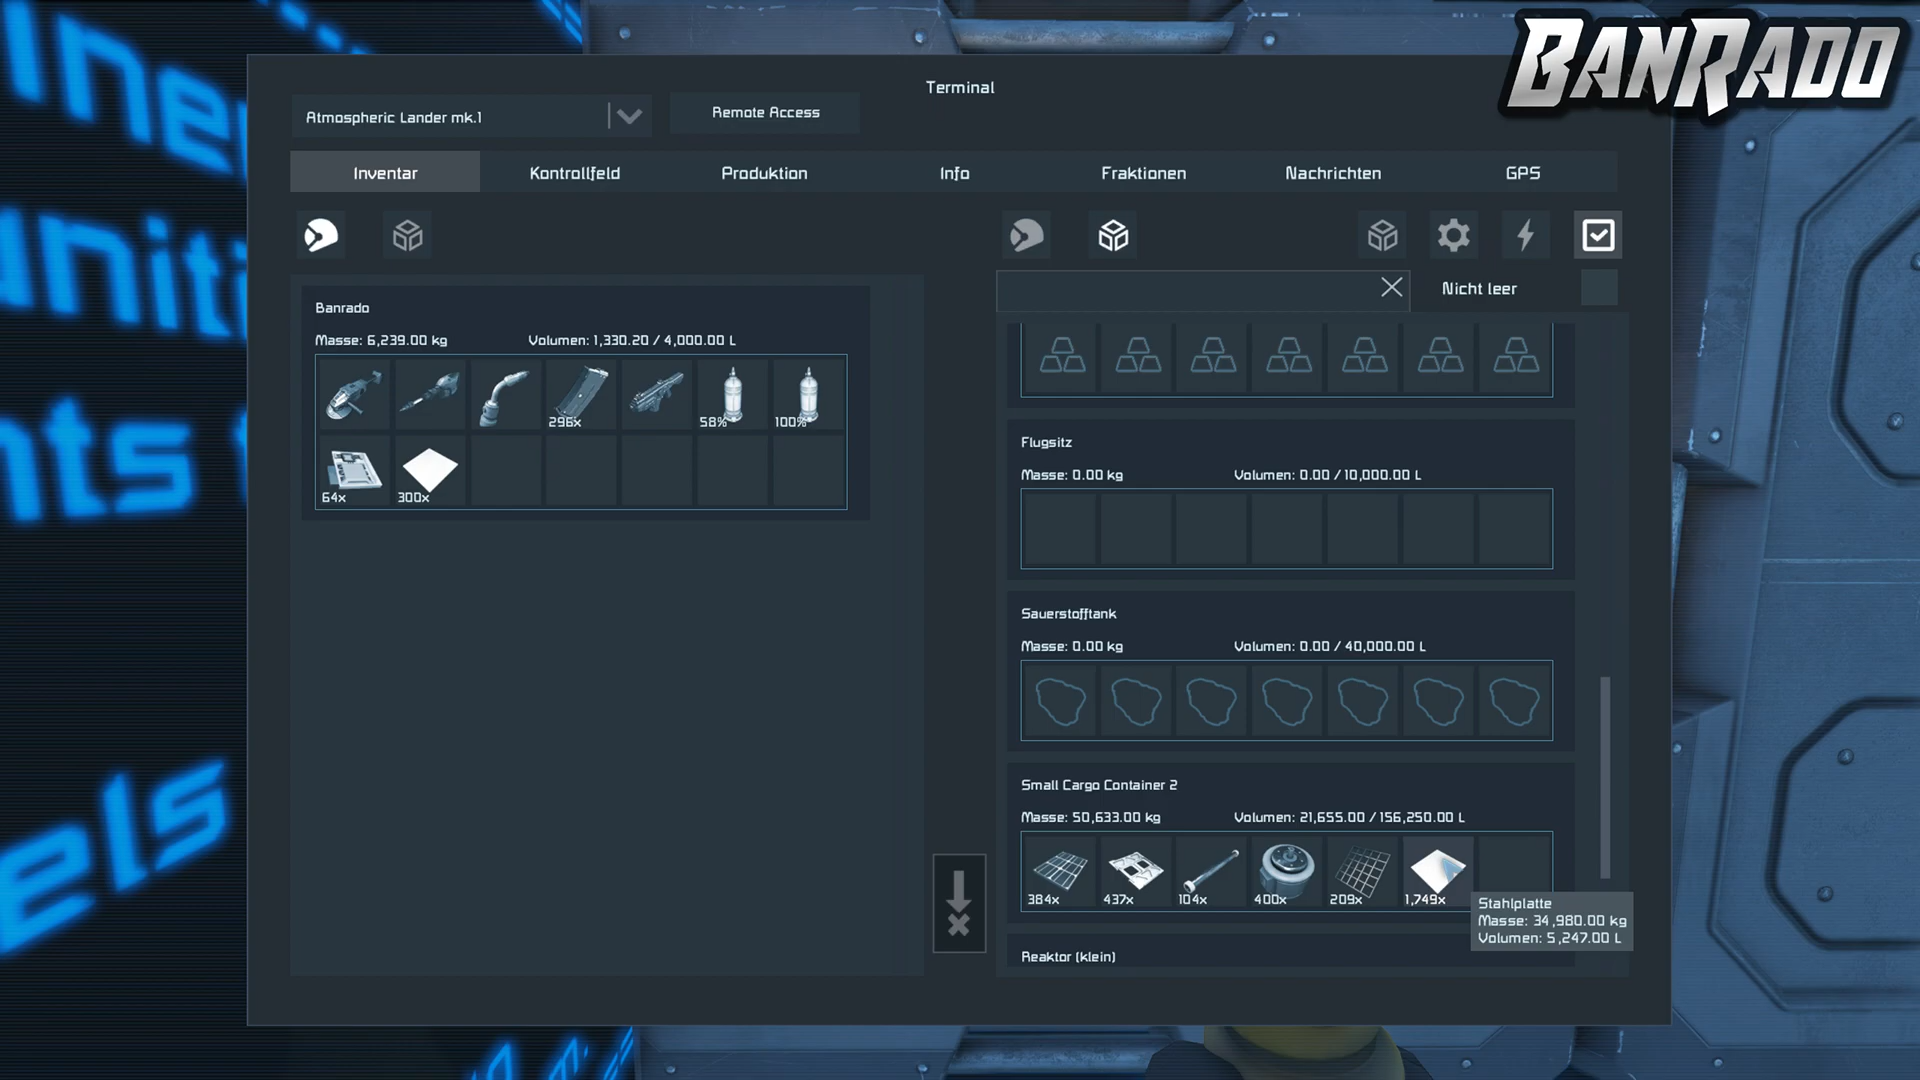 BANRADO
Terminal
Atmospheric Lander mk.1
Remote Access
Inventar
Kontrollfeld
Produktion
Info
Fraktionen
Nachrichten
GPS
Nicht leer
Banrado
Masse: 6,239.00 kg
Volumen: 1,330.20 / 4,000.00 L
296x
58%
100%
64x
300x
Flugsitz
Masse: 0.00 kg
Volumen: 0.00 / 10,000.00 L
Sauerstofftank
Masse: 0.00 kg
Volumen: 0.00 / 40,000.00 L
Small Cargo Container 2
Masse: 50,633.00 kg
Volumen: 21,655.00 / 156,250.00 L
384x
437x
104x
400x
209x
1,749x
Stahlplatte
Masse: 34,980.00 kg
Volumen: 5,247.00 L
Reaktor (klein)